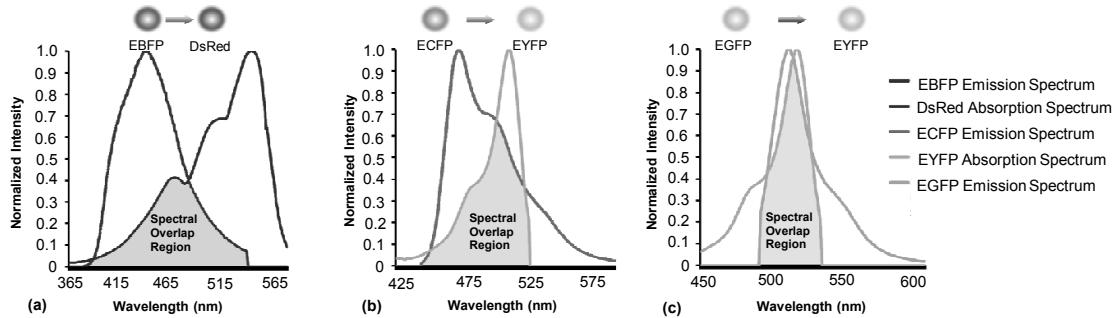 EBFP
DsRed
Normalized Intensity
1.0
0.9
0.8
0.7
0.6
0.5
0.4
0.3
0.2
0.1
0
Spectral
Overlap
Region
365 415 465 515 565
(a) Wavelength (nm)
ECFP
EYFP
Normalized Intensity
1.0
0.9
0.8
0.7
0.6
0.5
0.4
0.3
0.2
0.1
0
Spectral
Overlap
Region
425 475 525 575
(b) Wavelength (nm)
EGFP
EYFP
Normalized Intensity
1.0
0.9
0.8
0.7
0.6
0.5
0.4
0.3
0.2
0.1
0
Spectral
Overlap
Region
450 500 550 600
(c) Wavelength (nm)
EBFP Emission Spectrum
DsRed Absorption Spectrum
ECFP Emission Spectrum
EYFP Absorption Spectrum
EGFP Emission Spectrum